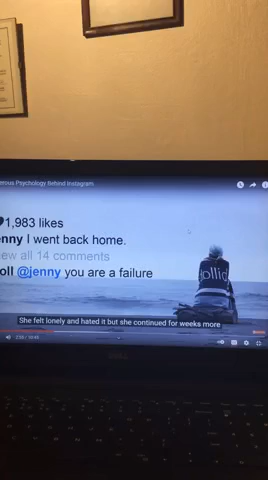 erous Psychology Behind Instagram
1,983 likes
enny I went back home.
ew all 14 comments
oll @jenny you are a failure
ollic
She felt lonely and hated it but she continued for weeks more